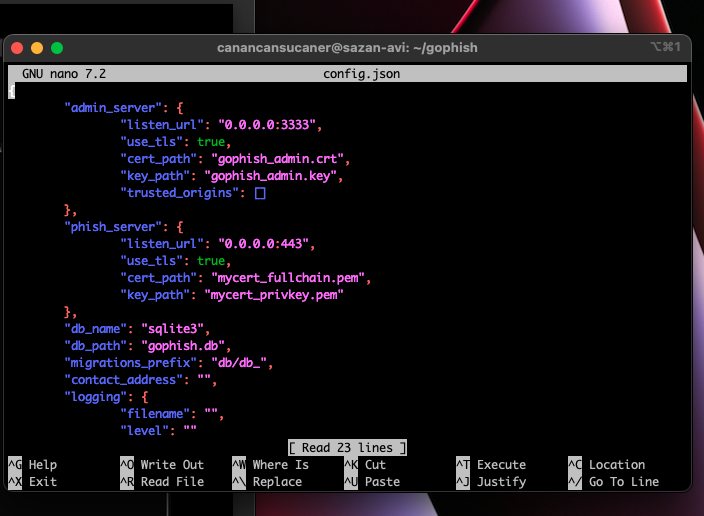 canancansucaner@sazan-avi: ~/gophish
⌥⌘1
GNU nano 7.2 config.json
{
"admin_server": {
"listen_url": "0.0.0.0:3333",
"use_tls": true,
"cert_path": "gophish_admin.crt",
"key_path": "gophish_admin.key",
"trusted_origins": []
},
"phish_server": {
"listen_url": "0.0.0.0:443",
"use_tls": true,
"cert_path": "mycert_fullchain.pem",
"key_path": "mycert_privkey.pem"
},
"db_name": "sqlite3",
"db_path": "gophish.db",
"migrations_prefix": "db/db_",
"contact_address": "",
"logging": {
"filename": "",
"level": ""
[ Read 23 lines ]
^G Help ^O Write Out ^W Where Is ^K Cut ^T Execute ^C Location
^X Exit ^R Read File ^\ Replace ^U Paste ^J Justify ^/ Go To Line